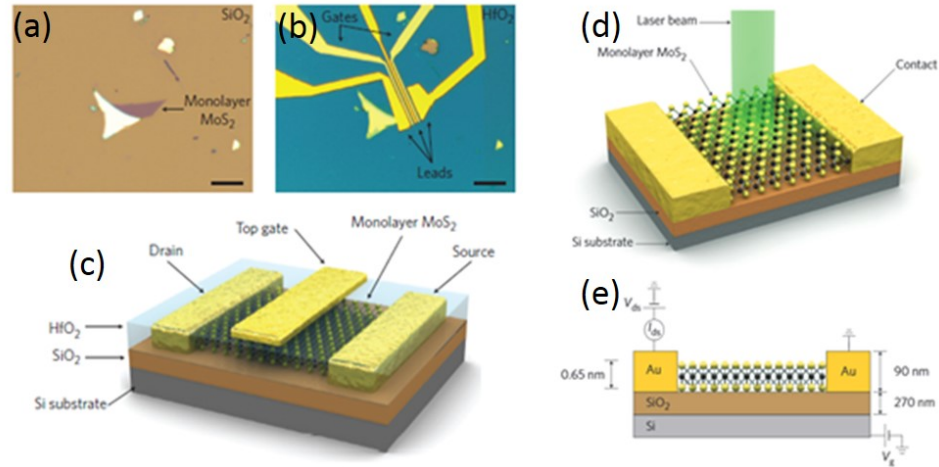 (a)
SiO2
Monolayer
MoS2
(b)
Gates
HfO2
Leads
(c)
Top gate
Monolayer MoS2
Drain
Source
HfO2
SiO2
Si substrate
(d)
Laser beam
Monolayer MoS2
Contact
SiO2
Si substrate
(e)
Vds
Ids
0.65 nm
Au
Au
90 nm
SiO2
270 nm
Si
Vg